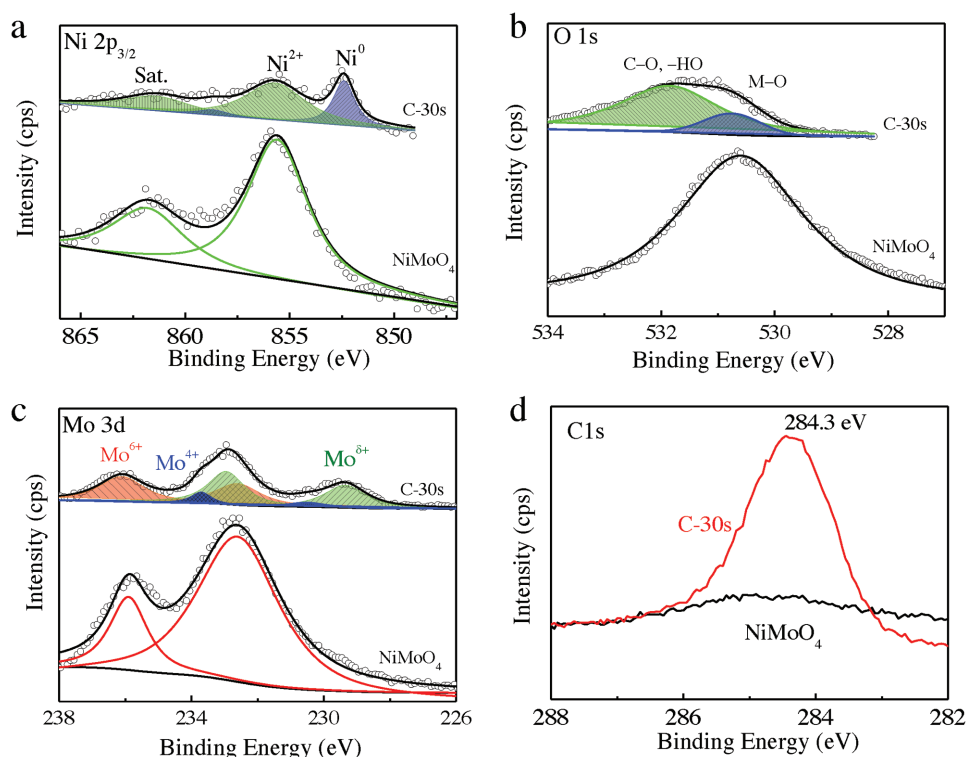 a
Ni 2p3/2
Sat.
Ni2+
Ni0
C-30s
NiMoO4
Intensity (cps)
865 860 855 850
Binding Energy (eV)
b
O 1s
C–O, –HO
M–O
C-30s
NiMoO4
Intensity (cps)
534 532 530 528
Binding Energy (eV)
c
Mo 3d
Mo6+
Mo4+
Moδ+
C-30s
NiMoO4
Intensity (cps)
238 234 230 226
Binding Energy (eV)
d
C1s
284.3 eV
C-30s
NiMoO4
Intensity (cps)
288 286 284 282
Binding Energy (eV)